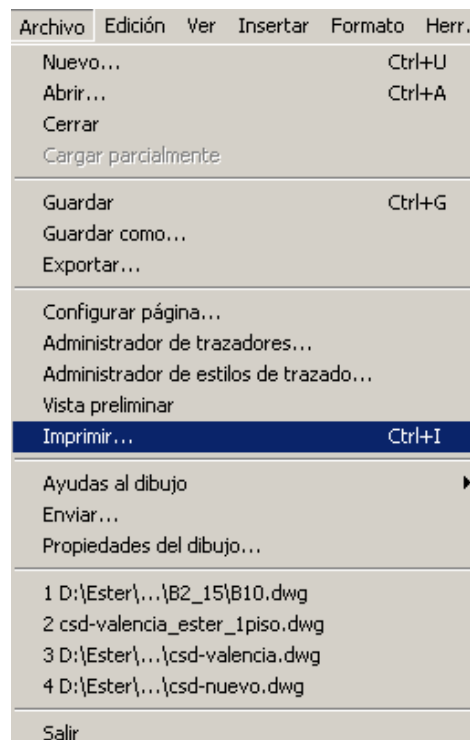 Archivo Edición Ver Insertar Formato Herr.
Nuevo... Ctrl+U
Abrir... Ctrl+A
Cerrar
Cargar parcialmente
Guardar Ctrl+G
Guardar como...
Exportar...
Configurar página...
Administrador de trazadores...
Administrador de estilos de trazado...
Vista preliminar
Imprimir... Ctrl+I
Ayudas al dibujo
Enviar...
Propiedades del dibujo...
1 D:\Ester\...\B2_15\B10.dwg
2 csd-valencia_ester_1piso.dwg
3 D:\Ester\...\csd-valencia.dwg
4 D:\Ester\...\csd-nuevo.dwg
Salir